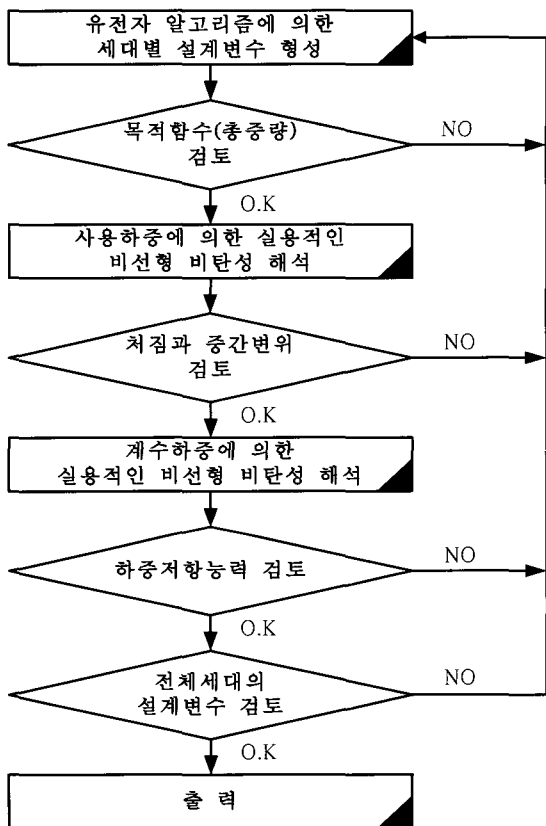 유전자 알고리즘에 의한
세대별 설계변수 형성
목적함수(총중량)
검토
NO
O.K
사용하중에 의한 실용적인
비선형 비탄성 해석
처짐과 중간변위
검토
NO
O.K
계수하중에 의한
실용적인 비선형 비탄성 해석
하중저항능력 검토
NO
O.K
전체세대의
설계변수 검토
NO
O.K
출 력